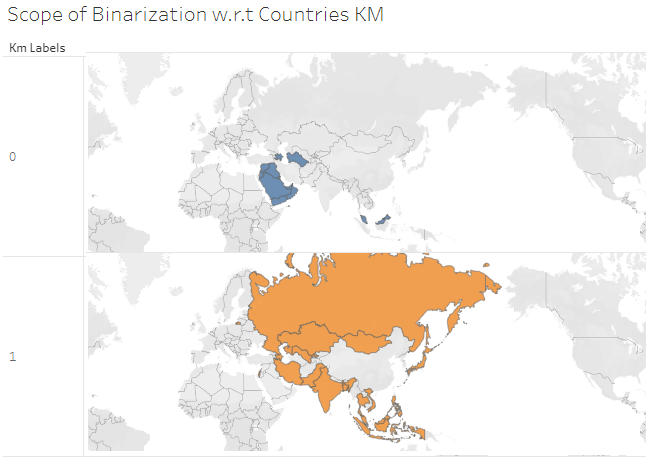 Scope of Binarization w.r.t Countries KM
Km Labels
0
1